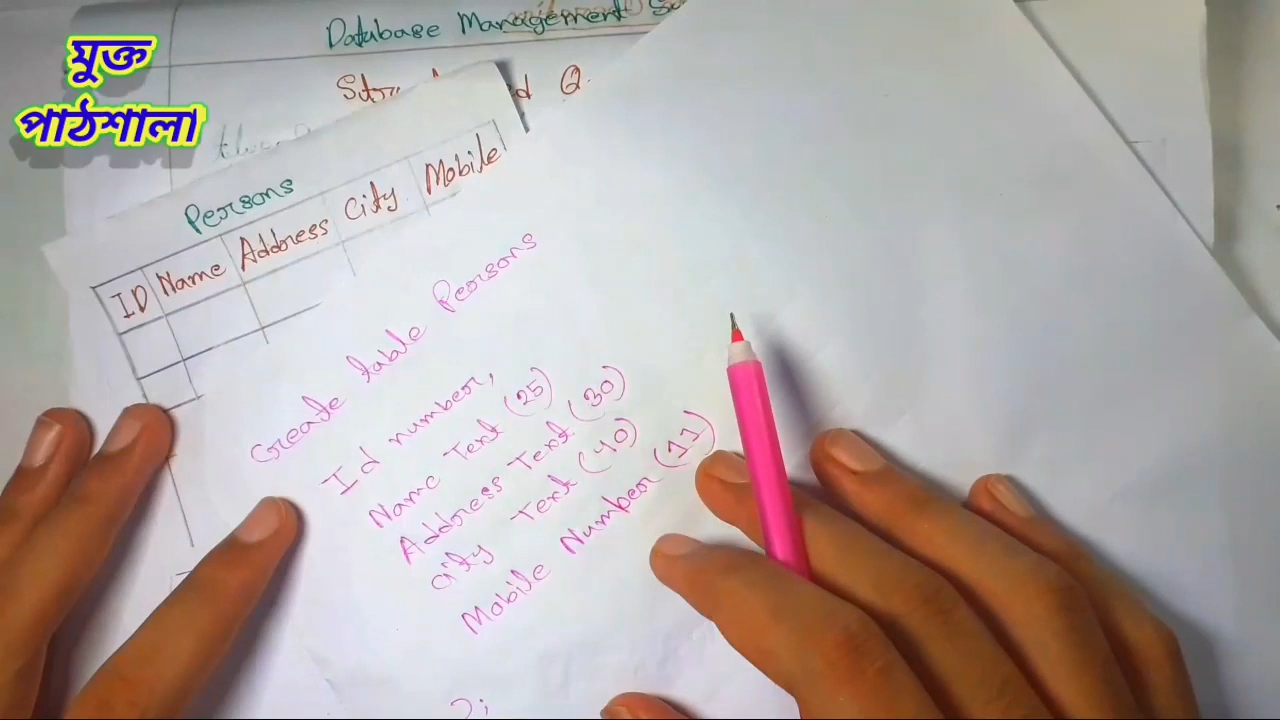 মুক্ত
পাঠশালা
Database Management
Q.
Persons
ID Name Address City Mobile
Create table Persons
Id number,
Name Text (25)
Address Text (30)
City Text (40)
Mobile Number (11)
);